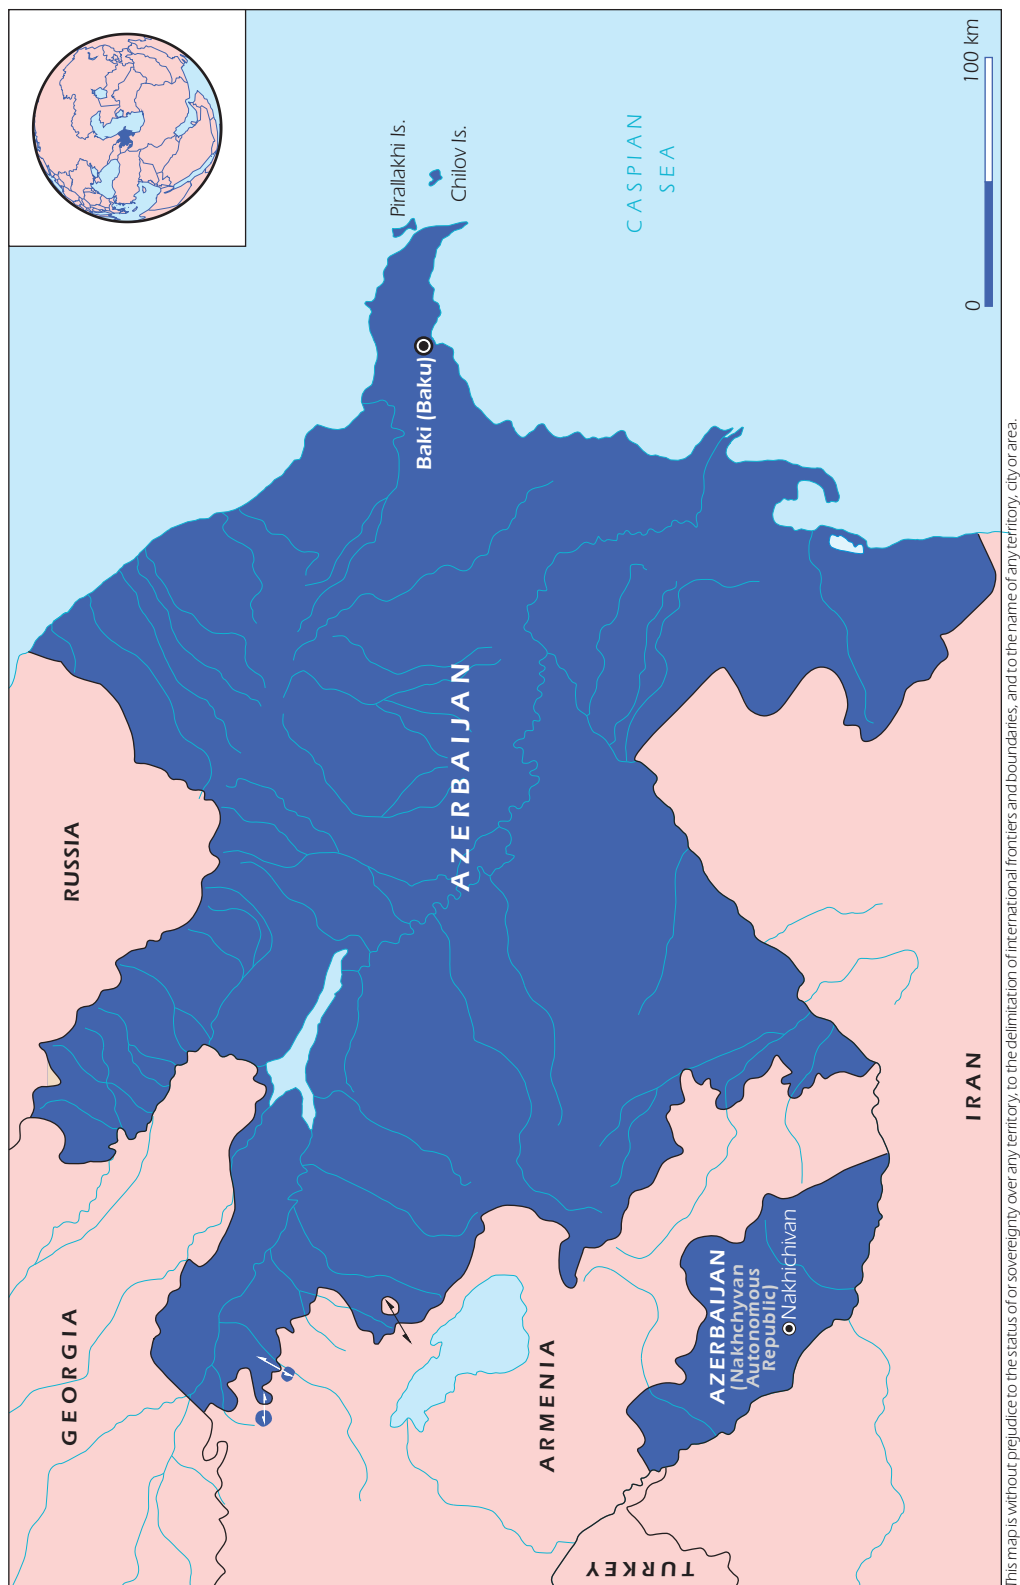 RUSSIA
GEORGIA
Pirallakhi Is.
Chilov Is.
CASPIAN
SEA
Baki (Baku)
AZERBAIJAN
ARMENIA
AZERBAIJAN
(Nakhchyvan
Autonomous
Republic)
Nakhichivan
TURKEY
IRAN
0
100 km
This map is without prejudice to the status of or sovereignty over any territory, to the delimitation of international frontiers and boundaries, and to the name of any territory, city or area.